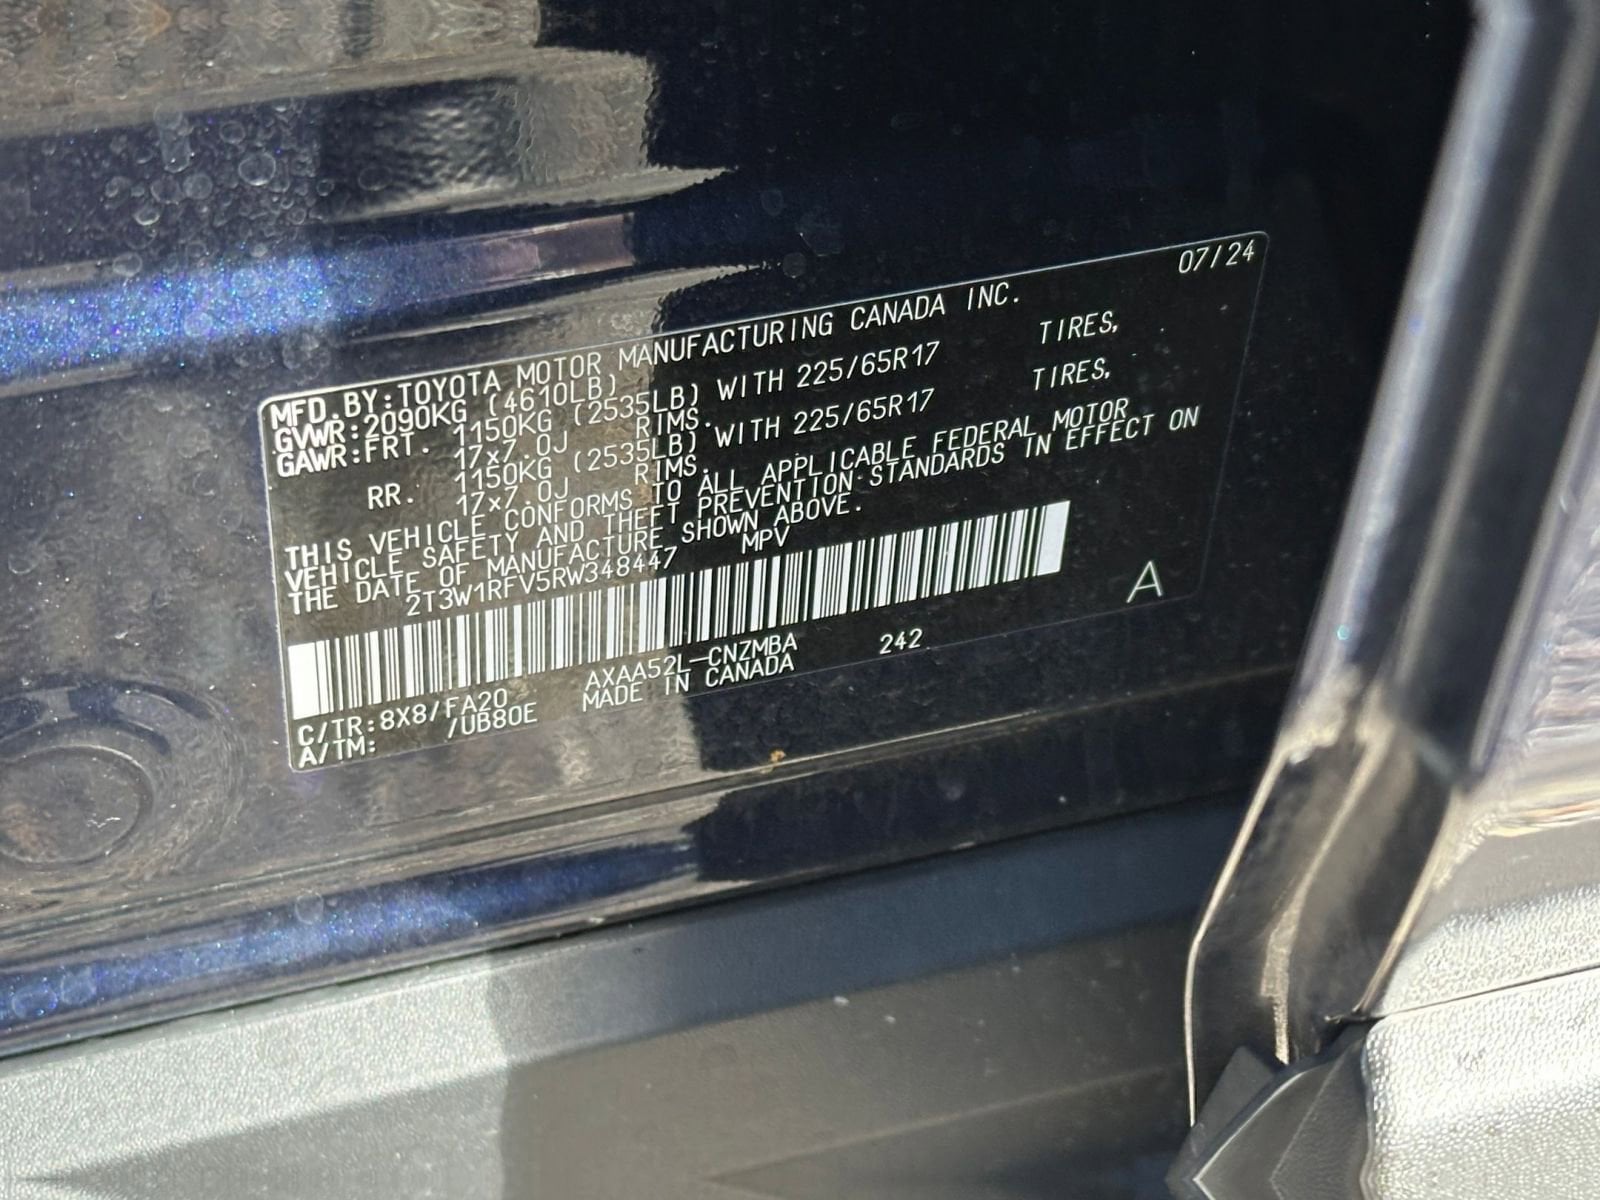 07/24
MFD.BY:TOYOTA MOTOR MANUFACTURING CANADA INC.
GVWR:2090KG (4610LB)
GAWR:FRT. 1150KG (2535LB) WITH 225/65R17 TIRES,
17x7.0J RIMS.
RR. 1150KG (2535LB) WITH 225/65R17 TIRES,
17x7.0J RIMS.
THIS VEHICLE CONFORMS TO ALL APPLICABLE FEDERAL MOTOR
VEHICLE SAFETY AND THEFT PREVENTION STANDARDS IN EFFECT ON
THE DATE OF MANUFACTURE SHOWN ABOVE.
2T3W1RFV5RW348447 MPV
A
C/TR:8X8/FA20 AXAA52L-CNZMBA 242
A/TM: /UB80E MADE IN CANADA